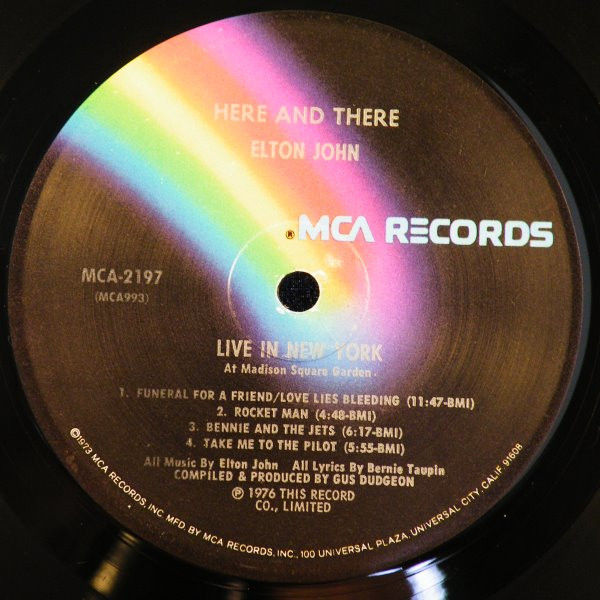 HERE AND THERE
ELTON JOHN
® MCA RECORDS
MCA-2197
(MCA993)
LIVE IN NEW YORK
At Madison Square Garden.
1. FUNERAL FOR A FRIEND/LOVE LIES BLEEDING (11:47-BMI)
2. ROCKET MAN (4:48-BMI)
3. BENNIE AND THE JETS (6:17-BMI)
4. TAKE ME TO THE PILOT (5:55-BMI)
All Music By Elton John All Lyrics By Bernie Taupin
COMPILED & PRODUCED BY GUS DUDGEON
℗ 1976 THIS RECORD
CO., LIMITED
©1973 MCA RECORDS, INC. MFD. BY MCA RECORDS, INC., 100 UNIVERSAL PLAZA, UNIVERSAL CITY, CALIF. 91608